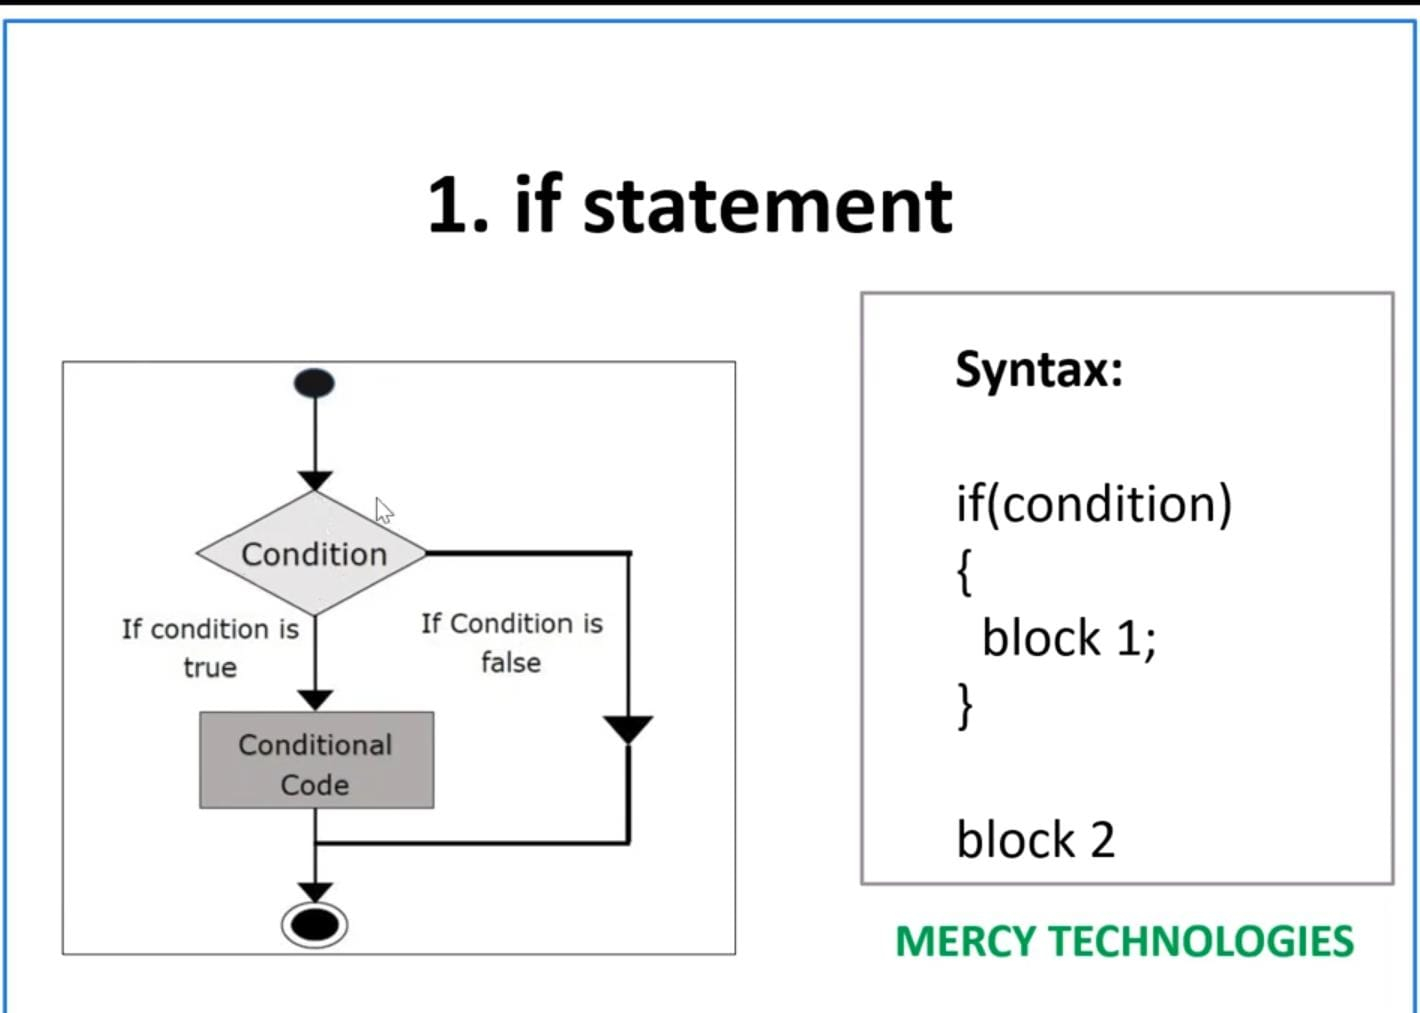 1. if statement
Condition
If condition is
true
If Condition is
false
Conditional
Code
Syntax:
if(condition)
{
block 1;
}
block 2
MERCY TECHNOLOGIES